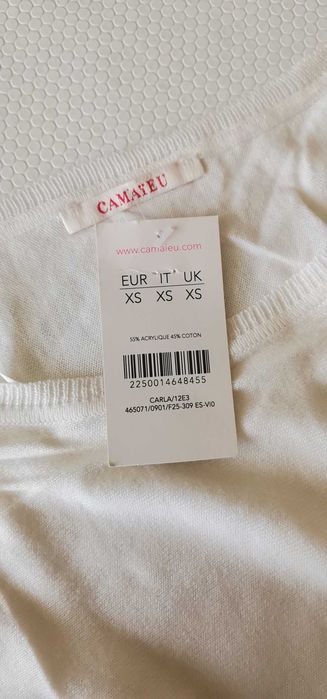 CAMAÏEU
www.camaieu.com
EUR IT UK
XS XS XS
55% ACRYLIQUE 45% COTON
2250014648455
CARLA/12E3
465071/0901/F25-309 ES-VI0